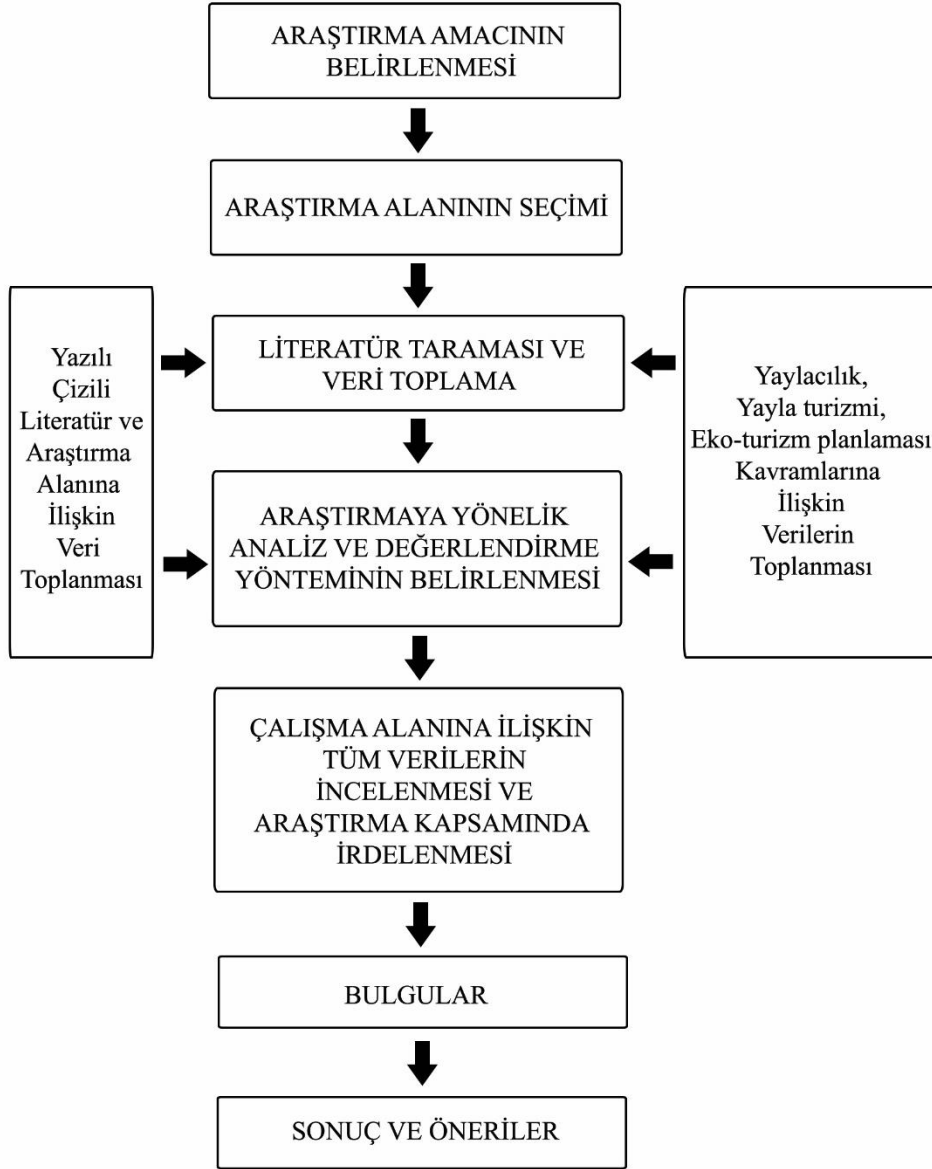 ARAŞTIRMA AMACININ
BELİRLENMESİ
ARAŞTIRMA ALANININ SEÇİMİ
LİTERATÜR TARAMASI VE
VERİ TOPLAMA
Yazılı
Çizili
Literatür ve
Araştırma
Alanına
İlişkin
Veri
Toplanması
Yaylacılık,
Yayla turizmi,
Eko-turizm planlaması
Kavramlarına
İlişkin
Verilerin
Toplanması
ARAŞTIRMAYA YÖNELİK
ANALİZ VE DEĞERLENDİRME
YÖNTEMİNİN BELİRLENMESİ
ÇALIŞMA ALANINA İLİŞKİN
TÜM VERİLERİN
İNCELENMESİ VE
ARAŞTIRMA KAPSAMINDA
İRDELENMESİ
BULGULAR
SONUÇ VE ÖNERİLER